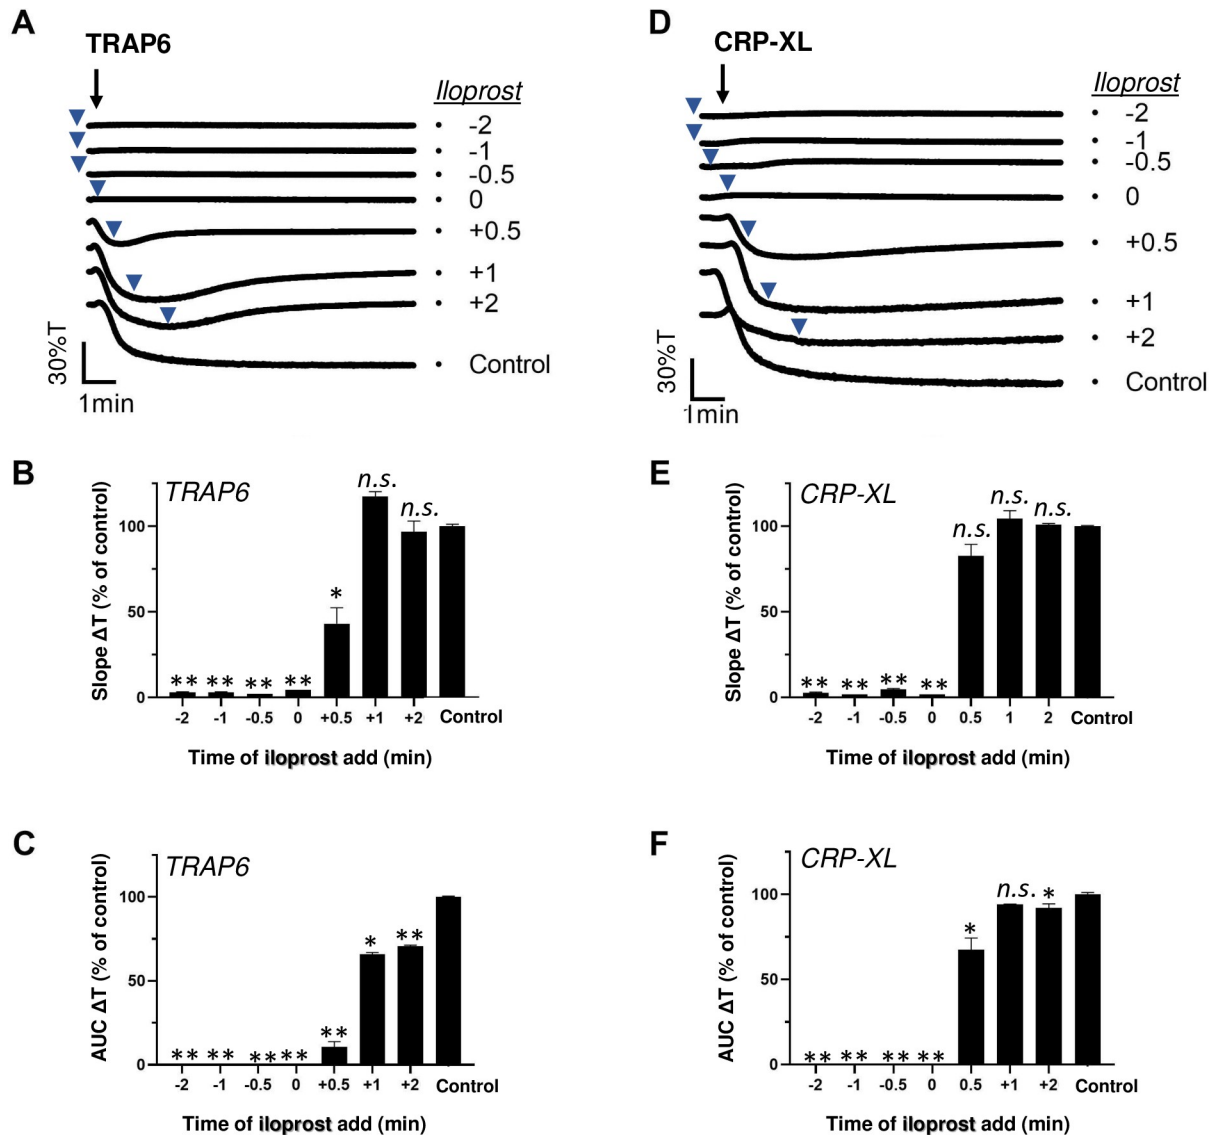 A
TRAP6
Iloprost
• -2
• -1
• -0.5
• 0
• +0.5
• +1
• +2
• Control
30%T
1min
D
CRP-XL
Iloprost
• -2
• -1
• -0.5
• 0
• +0.5
• +1
• +2
• Control
30%T
1min
B
TRAP6
Slope ΔT (% of control)
100
50
0
** ** ** ** * n.s. n.s.
-2 -1 -0.5 0 +0.5 +1 +2 Control
Time of iloprost add (min)
E
CRP-XL
Slope ΔT (% of control)
100
50
0
** ** ** ** n.s. n.s. n.s.
-2 -1 -0.5 0 0.5 1 2 Control
Time of iloprost add (min)
C
TRAP6
AUC ΔT (% of control)
100
50
0
** ** ** ** ** * **
-2 -1 -0.5 0 +0.5 +1 +2 Control
Time of iloprost add (min)
F
CRP-XL
AUC ΔT (% of control)
100
50
0
** ** ** ** * n.s. *
-2 -1 -0.5 0 0.5 +1 +2 Control
Time of iloprost add (min)